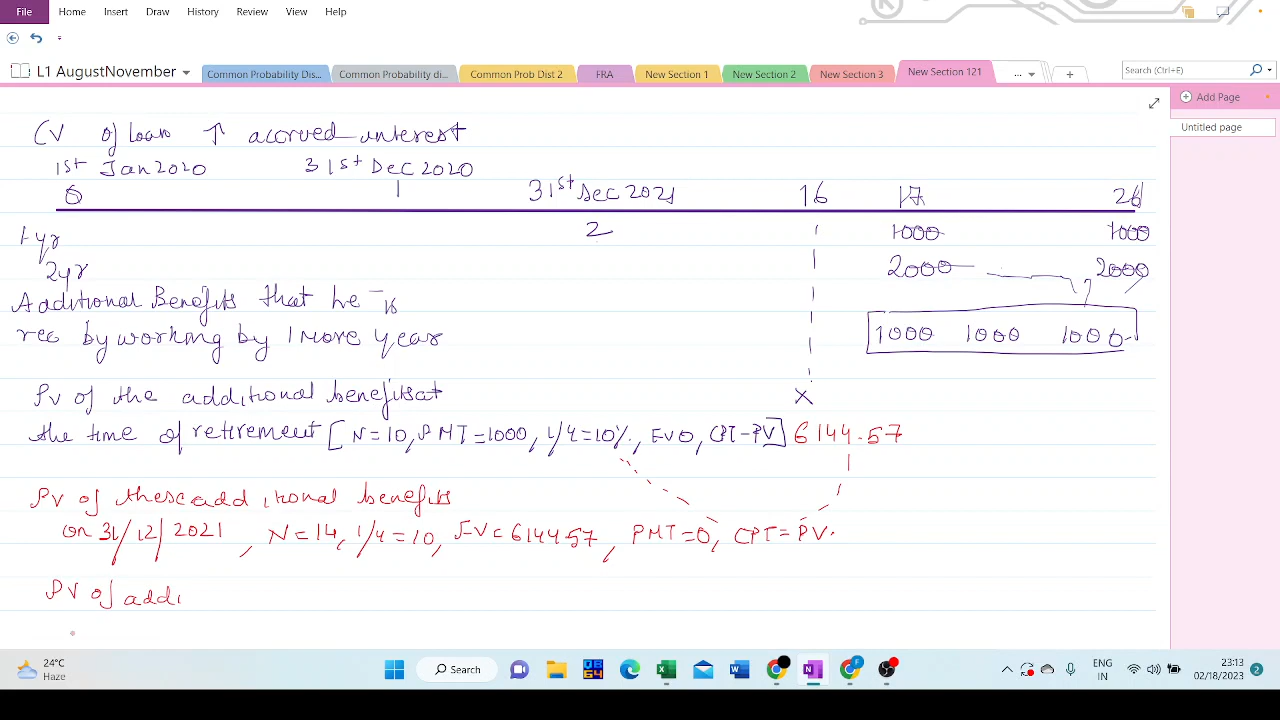 File Home Insert Draw History Review View Help
L1 AugustNovember Common Probability Dis... Common Probability di... Common Prob Dist 2 FRA New Section 1 New Section 2 New Section 3 New Section 121 ... + Search (Ctrl+E)
Add Page
Untitled page
CV of loan ↑ accrued interest
1st Jan 2020 31st Dec 2020
0 1 31st Dec 2021 16 17 26
1 yr 2 1000 1000
2yr 2000 2000
Additional Benefits that he
rec by working by 1 more year 1000 1000 1000
PV of the additional benefits at X
the time of retirement [N=10, PMT=1000, I/Y=10%, FV0, CPT-PV] 6144.57
PV of these additional benefits
on 31/12/2021, N=14, I/Y=10, FV=6144.57, PMT=0, CPT=PV.
PV of addi
24°C
Haze
Search
ENG
IN
23:13
02/18/2023
2